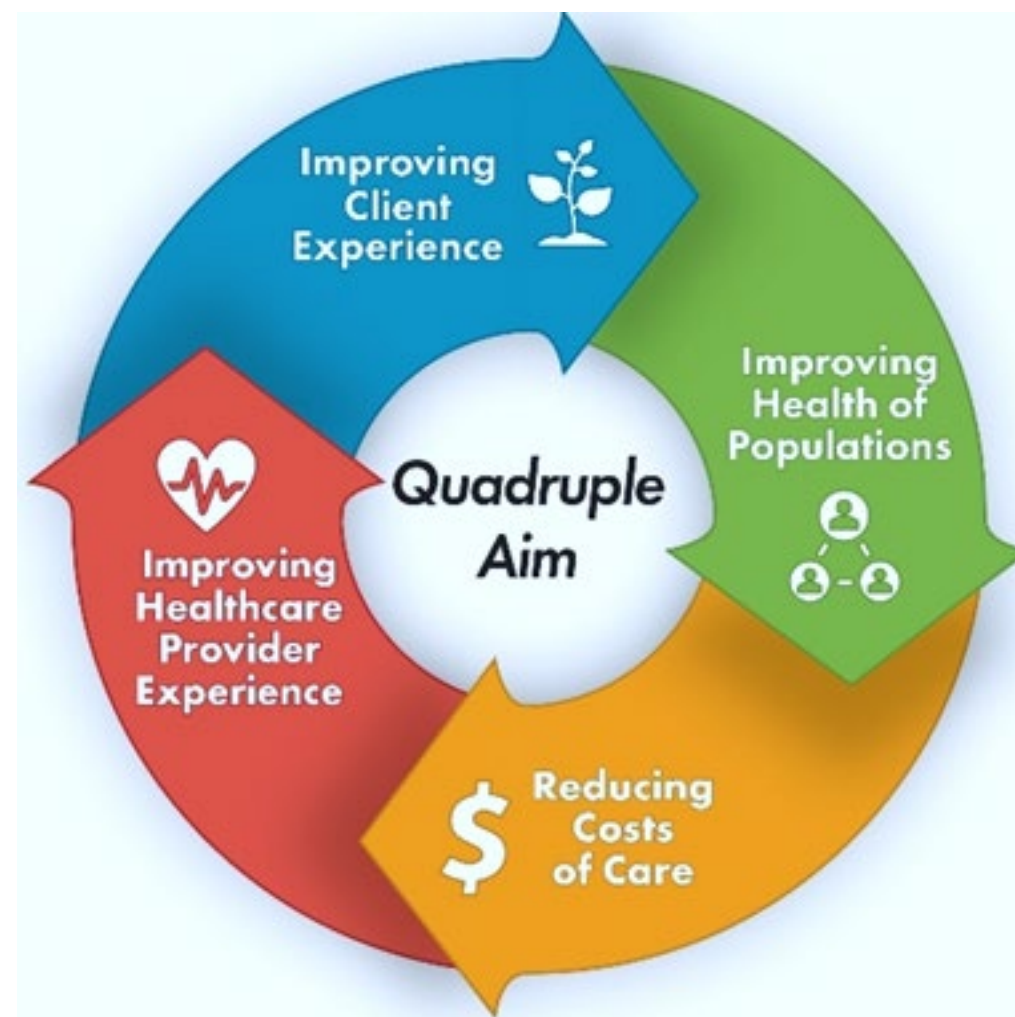 Improving
Client
Experience
Improving
Health of
Populations
Quadruple
Aim
Improving
Healthcare
Provider
Experience
$
Reducing
Costs
of Care